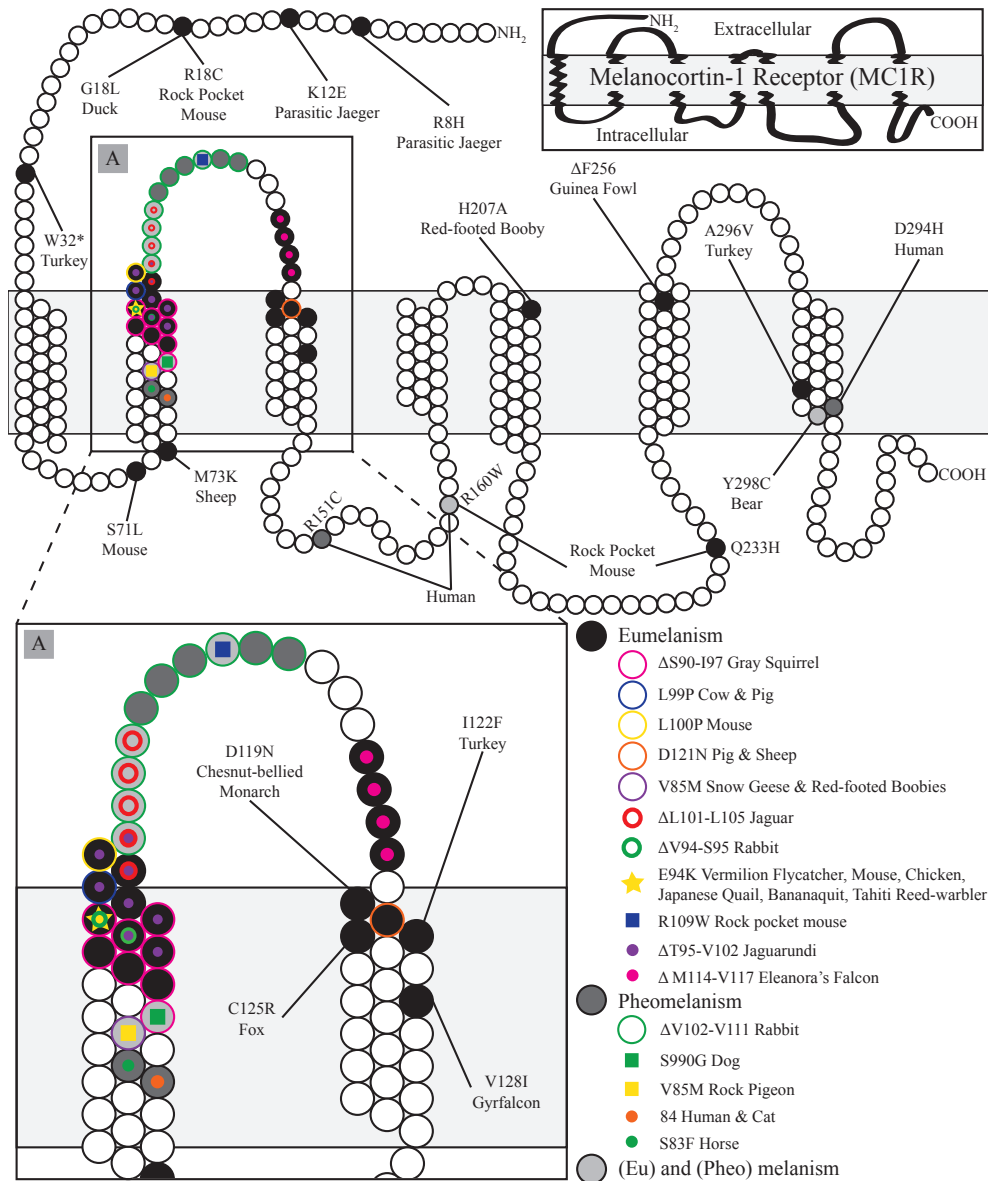 NH2
G18L
Duck
R18C
Rock Pocket
Mouse
K12E
Parasitic Jaeger
R8H
Parasitic Jaeger
NH2
Extracellular
Melanocortin-1 Receptor (MC1R)
Intracellular
COOH
A
W32*
Turkey
H207A
Red-footed Booby
ΔF256
Guinea Fowl
A296V
Turkey
D294H
Human
M73K
Sheep
S71L
Mouse
R151C
R160W
Human
Rock Pocket
Mouse
Q233H
Y298C
Bear
COOH
A
D119N
Chesnut-bellied
Monarch
I122F
Turkey
C125R
Fox
V128I
Gyrfalcon
Eumelanism
ΔS90-I97 Gray Squirrel
L99P Cow & Pig
L100P Mouse
D121N Pig & Sheep
V85M Snow Geese & Red-footed Boobies
ΔL101-L105 Jaguar
ΔV94-S95 Rabbit
E94K Vermilion Flycatcher, Mouse, Chicken,
Japanese Quail, Bananaquit, Tahiti Reed-warbler
R109W Rock pocket mouse
ΔT95-V102 Jaguarundi
Δ M114-V117 Eleanora's Falcon
Pheomelanism
ΔV102-V111 Rabbit
S990G Dog
V85M Rock Pigeon
84 Human & Cat
S83F Horse
(Eu) and (Pheo) melanism